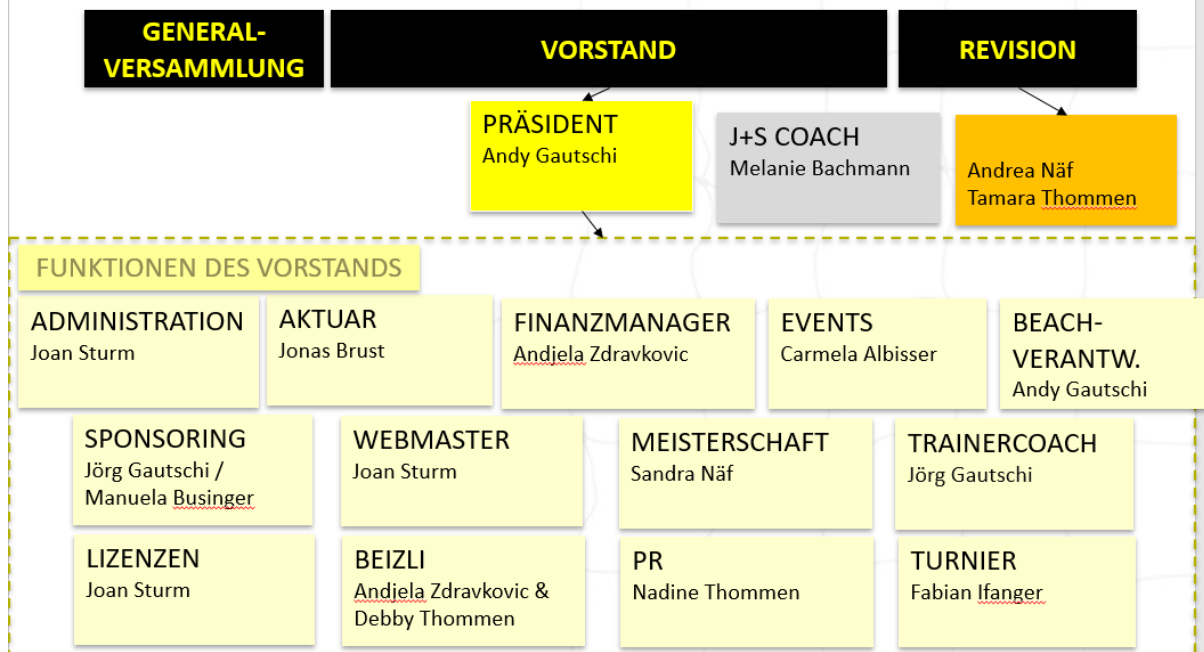 GENERAL-
VERSAMMLUNG
VORSTAND
REVISION
PRÄSIDENT
Andy Gautschi
J+S COACH
Melanie Bachmann
Andrea Näf
Tamara Thommen
FUNKTIONEN DES VORSTANDS
ADMINISTRATION
Joan Sturm
AKTUAR
Jonas Brust
FINANZMANAGER
Andjela Zdravkovic
EVENTS
Carmela Albisser
BEACH-
VERANTW.
Andy Gautschi
SPONSORING
Jörg Gautschi /
Manuela Businger
WEBMASTER
Joan Sturm
MEISTERSCHAFT
Sandra Näf
TRAINERCOACH
Jörg Gautschi
LIZENZEN
Joan Sturm
BEIZLI
Andjela Zdravkovic &
Debby Thommen
PR
Nadine Thommen
TURNIER
Fabian Ifanger